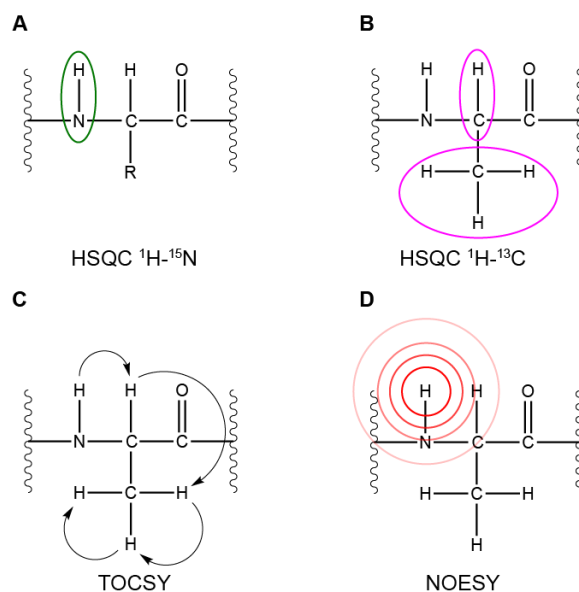 A
H H O
N C C
R
HSQC ¹H-¹⁵N
B
H H O
N C C
H C H
H
HSQC ¹H-¹³C
C
H H O
N C C
H C H
H
TOCSY
D
H H O
N C C
H C H
H
NOESY